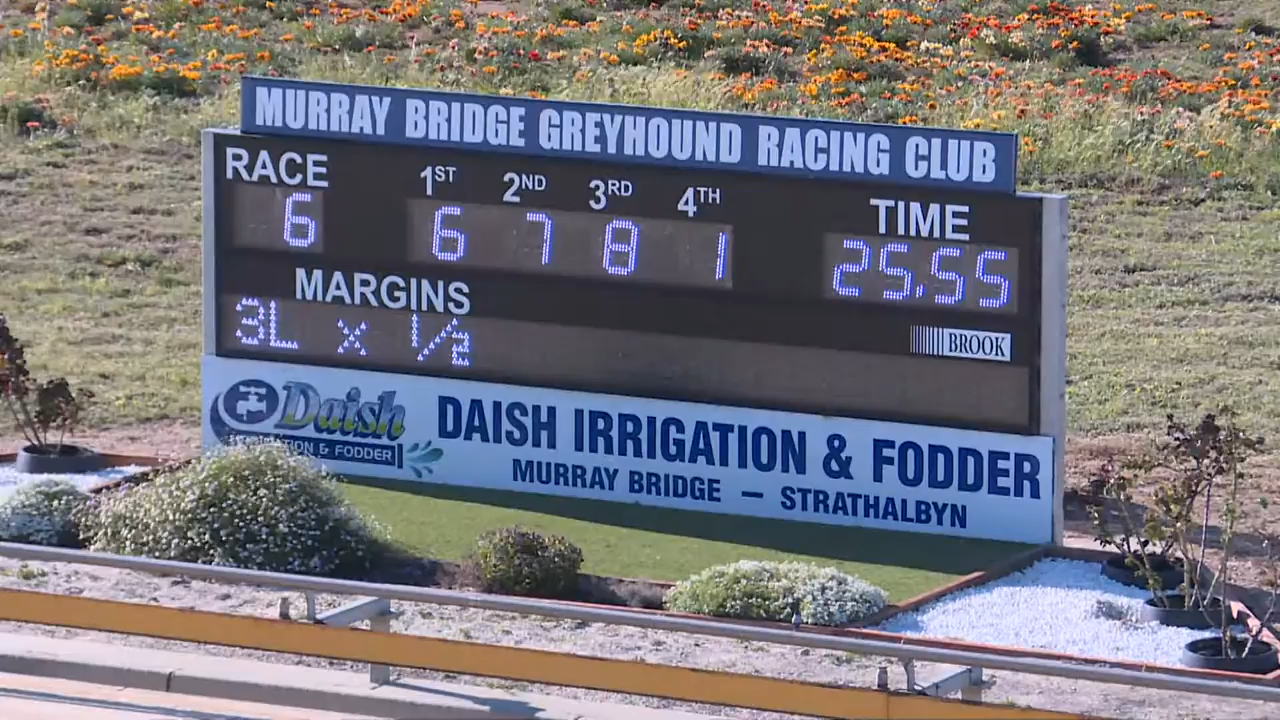 MURRAY BRIDGE GREYHOUND RACING CLUB
RACE 1ST 2ND 3RD 4TH TIME
6 6 7 8 1 25.55
MARGINS
3L x 1/2
BROOK
Daish
& FODDER
DAISH IRRIGATION & FODDER
MURRAY BRIDGE – STRATHALBYN